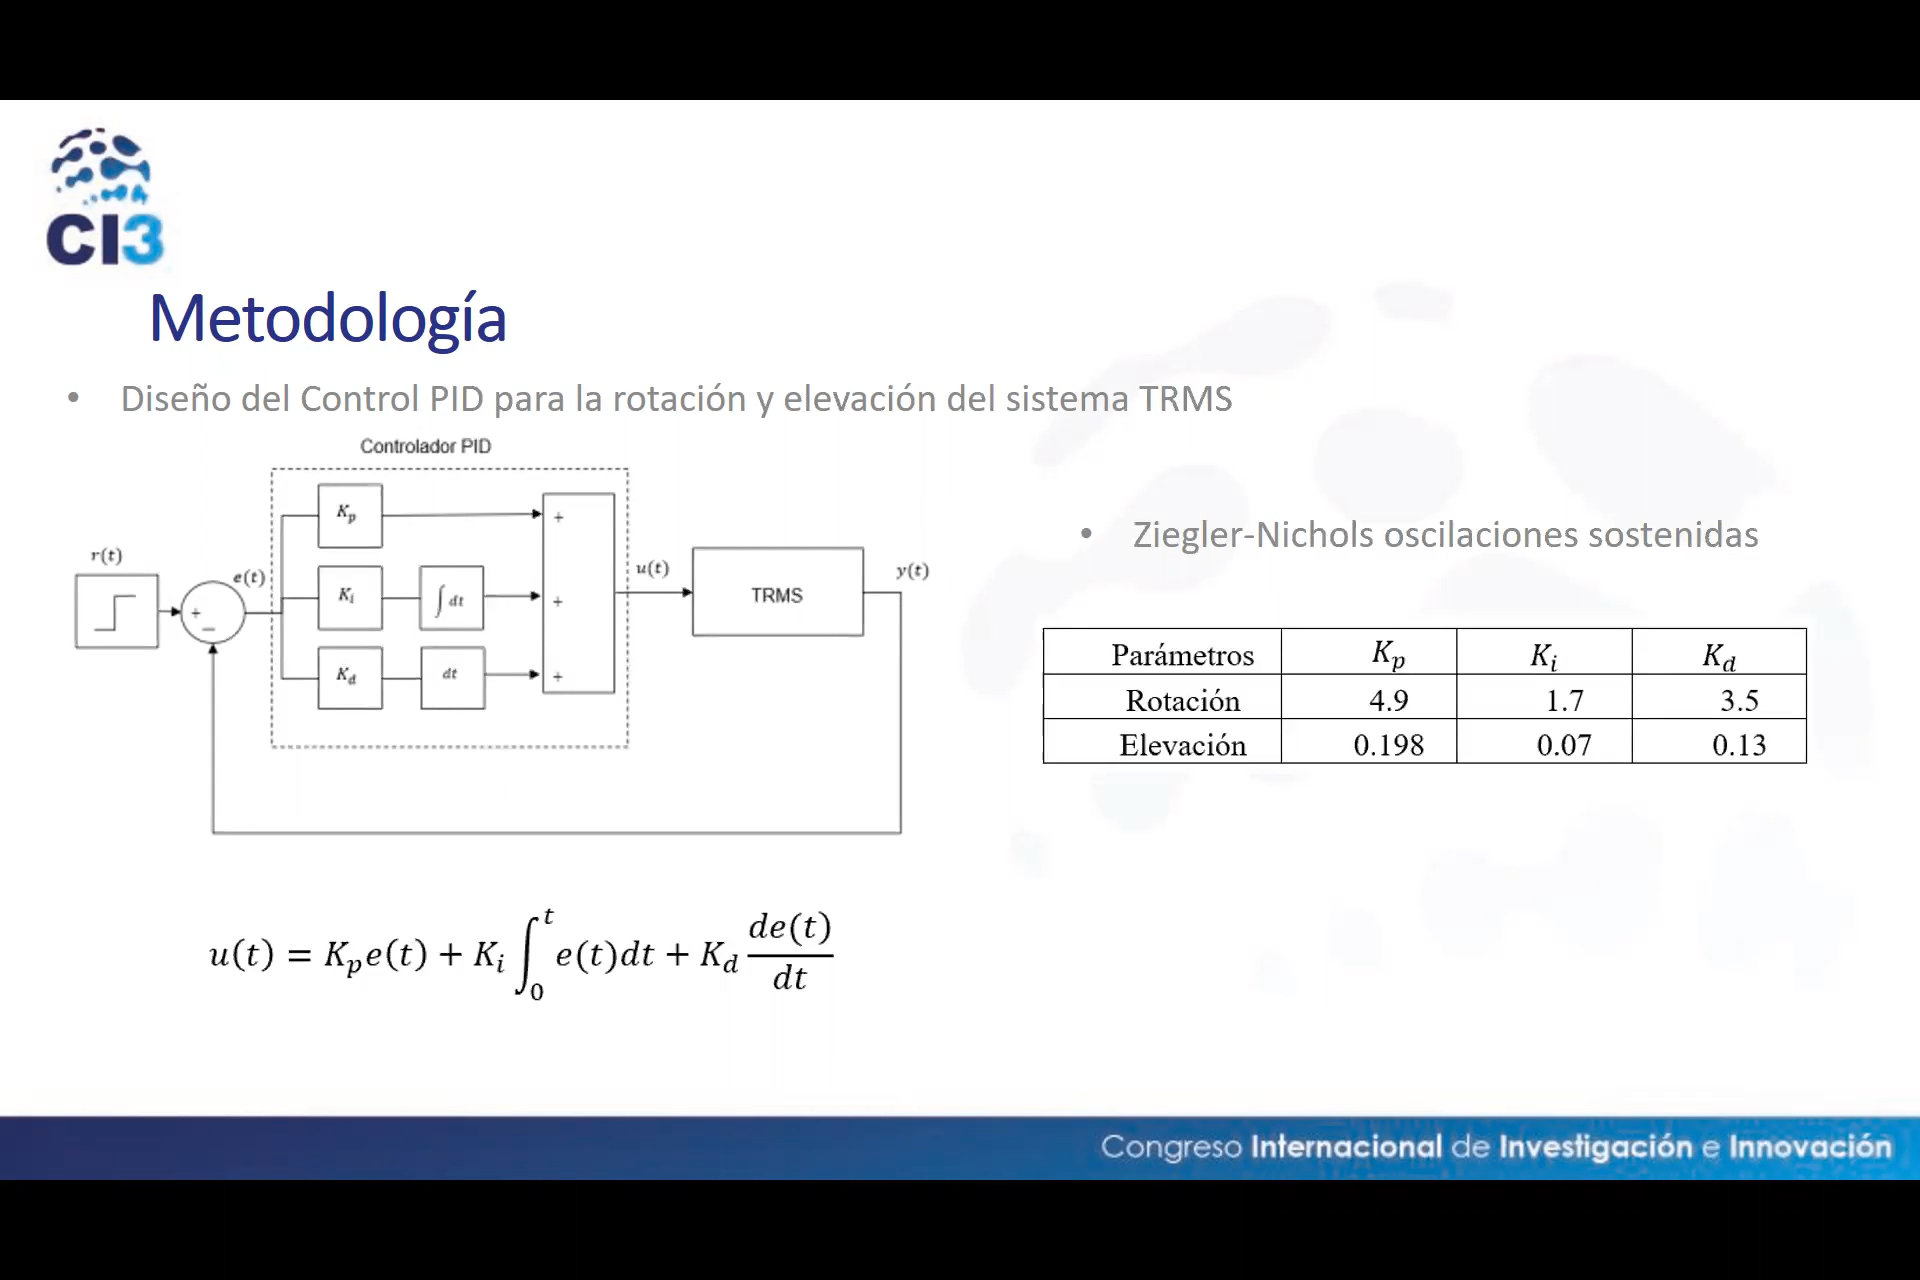 CI3
Metodología
• Diseño del Control PID para la rotación y elevación del sistema TRMS
Controlador PID
r(t)
+
−
e(t)
K_p
K_i
∫ dt
K_d
dt
+
+
+
u(t)
TRMS
y(t)
u(t) = K_p e(t) + K_i ∫_0^t e(t)dt + K_d de(t)/dt
• Ziegler-Nichols oscilaciones sostenidas
Parámetros K_p K_i K_d
Rotación 4.9 1.7 3.5
Elevación 0.198 0.07 0.13
Congreso Internacional de Investigación e Innovación